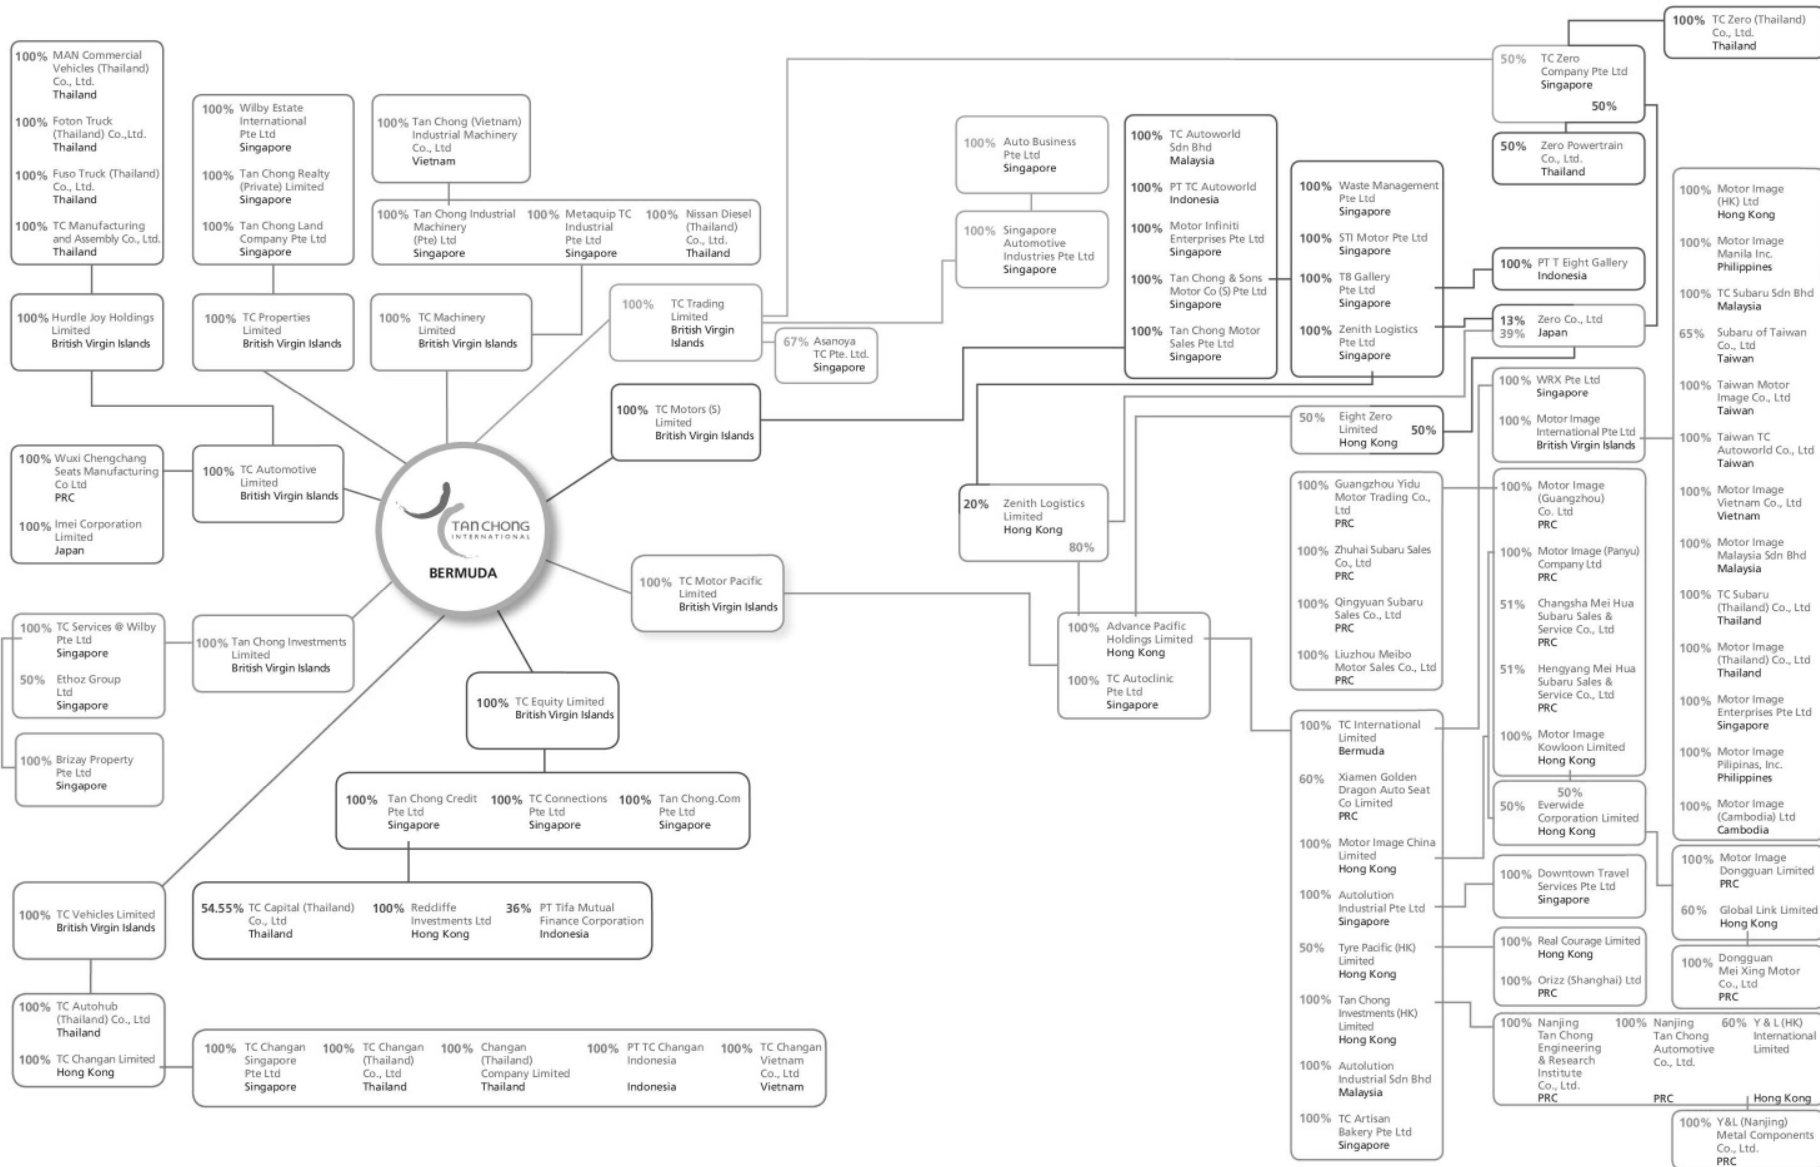 100% MAN Commercial
Vehicles (Thailand)
Co., Ltd.
Thailand
100% Foton Truck
(Thailand) Co.,Ltd.
Thailand
100% Fuso Truck (Thailand)
Co., Ltd.
Thailand
100% TC Manufacturing
and Assembly Co., Ltd.
Thailand
100% Hurdle Joy Holdings
Limited
British Virgin Islands
100% Wilby Estate
International
Pte Ltd
Singapore
100% Tan Chong Realty
(Private) Limited
Singapore
100% Tan Chong Land
Company Pte Ltd
Singapore
100% TC Properties
Limited
British Virgin Islands
100% Tan Chong (Vietnam)
Industrial Machinery
Co., Ltd
Vietnam
100% Tan Chong Industrial
Machinery
(Pte) Ltd
Singapore
100% Metaquip TC
Industrial
Pte Ltd
Singapore
100% Nissan Diesel
(Thailand)
Co., Ltd.
Thailand
100% TC Machinery
Limited
British Virgin Islands
100% TC Trading
Limited
British Virgin
Islands
67% Asanoya
TC Pte. Ltd.
Singapore
100% Auto Business
Pte Ltd
Singapore
100% Singapore
Automotive
Industries Pte Ltd
Singapore
100% TC Motors (S)
Limited
British Virgin Islands
100% TC Autoworld
Sdn Bhd
Malaysia
100% PT TC Autoworld
Indonesia
100% Motor Infiniti
Enterprises Pte Ltd
Singapore
100% Tan Chong & Sons
Motor Co (S) Pte Ltd
Singapore
100% Tan Chong Motor
Sales Pte Ltd
Singapore
100% Waste Management
Pte Ltd
Singapore
100% STI Motor Pte Ltd
Singapore
100% T8 Gallery
Pte Ltd
Singapore
100% Zenith Logistics
Pte Ltd
Singapore
100% TC Zero (Thailand)
Co., Ltd.
Thailand
50% TC Zero
Company Pte Ltd
Singapore
50%
50% Zero Powertrain
Co., Ltd.
Thailand
100% PT T Eight Gallery
Indonesia
13% Zero Co., Ltd
39% Japan
100% WRX Pte Ltd
Singapore
100% Motor Image
International Pte Ltd
British Virgin Islands
50% Eight Zero
Limited 50%
Hong Kong
20% Zenith Logistics
Limited
Hong Kong
80%
100% Wuxi Chengchang
Seats Manufacturing
Co Ltd
PRC
100% Imei Corporation
Limited
Japan
100% TC Automotive
Limited
British Virgin Islands
TAN CHONG
INTERNATIONAL
BERMUDA
100% TC Motor Pacific
Limited
British Virgin Islands
100% TC Services @ Wilby
Pte Ltd
Singapore
50% Ethoz Group
Ltd
Singapore
100% Tan Chong Investments
Limited
British Virgin Islands
100% Brizay Property
Pte Ltd
Singapore
100% TC Equity Limited
British Virgin Islands
100% Tan Chong Credit
Pte Ltd
Singapore
100% TC Connections
Pte Ltd
Singapore
100% Tan Chong.Com
Pte Ltd
Singapore
54.55% TC Capital (Thailand)
Co., Ltd
Thailand
100% Redcliffe
Investments Ltd
Hong Kong
36% PT Tifa Mutual
Finance Corporation
Indonesia
100% TC Vehicles Limited
British Virgin Islands
100% TC Autohub
(Thailand) Co., Ltd
Thailand
100% TC Changan Limited
Hong Kong
100% TC Changan
Singapore
Pte Ltd
Singapore
100% TC Changan
(Thailand)
Co., Ltd
Thailand
100% Changan
(Thailand)
Company Limited
Thailand
100% PT TC Changan
Indonesia
Indonesia
100% TC Changan
Vietnam
Co., Ltd
Vietnam
100% Advance Pacific
Holdings Limited
Hong Kong
100% TC Autoclinic
Pte Ltd
Singapore
100% Guangzhou Yidu
Motor Trading Co.,
Ltd
PRC
100% Zhuhai Subaru Sales
Co., Ltd
PRC
100% Qingyuan Subaru
Sales Co., Ltd
PRC
100% Liuzhou Meibo
Motor Sales Co., Ltd
PRC
100% TC International
Limited
Bermuda
60% Xiamen Golden
Dragon Auto Seat
Co Limited
PRC
100% Motor Image China
Limited
Hong Kong
100% Autolution
Industrial Pte Ltd
Singapore
50% Tyre Pacific (HK)
Limited
Hong Kong
100% Tan Chong
Investments (HK)
Limited
Hong Kong
100% Autolution
Industrial Sdn Bhd
Malaysia
100% TC Artisan
Bakery Pte Ltd
Singapore
100% Motor Image
(Guangzhou)
Co. Ltd
PRC
100% Motor Image (Panyu)
Company Ltd
PRC
51% Changsha Mei Hua
Subaru Sales &
Service Co., Ltd
PRC
51% Hengyang Mei Hua
Subaru Sales &
Service Co., Ltd
PRC
100% Motor Image
Kowloon Limited
Hong Kong
50%
50% Everwide
Corporation Limited
Hong Kong
100% Downtown Travel
Services Pte Ltd
Singapore
100% Real Courage Limited
Hong Kong
100% Orizz (Shanghai) Ltd
PRC
100% Nanjing
Tan Chong
Engineering
& Research
Institute
Co., Ltd.
PRC
100% Nanjing
Tan Chong
Automotive
Co., Ltd.
PRC
60% Y & L (HK)
International
Limited
Hong Kong
100% Y&L (Nanjing)
Metal Components
Co., Ltd.
PRC
100% Motor Image
(HK) Ltd
Hong Kong
100% Motor Image
Manila Inc.
Philippines
100% TC Subaru Sdn Bhd
Malaysia
65% Subaru of Taiwan
Co., Ltd
Taiwan
100% Taiwan Motor
Image Co., Ltd
Taiwan
100% Taiwan TC
Autoworld Co., Ltd
Taiwan
100% Motor Image
Vietnam Co., Ltd
Vietnam
100% Motor Image
Malaysia Sdn Bhd
Malaysia
100% TC Subaru
(Thailand) Co., Ltd
Thailand
100% Motor Image
(Thailand) Co., Ltd
Thailand
100% Motor Image
Enterprises Pte Ltd
Singapore
100% Motor Image
Pilipinas, Inc.
Philippines
100% Motor Image
(Cambodia) Ltd
Cambodia
100% Motor Image
Dongguan Limited
PRC
60% Global Link Limited
Hong Kong
100% Dongguan
Mei Xing Motor
Co., Ltd
PRC